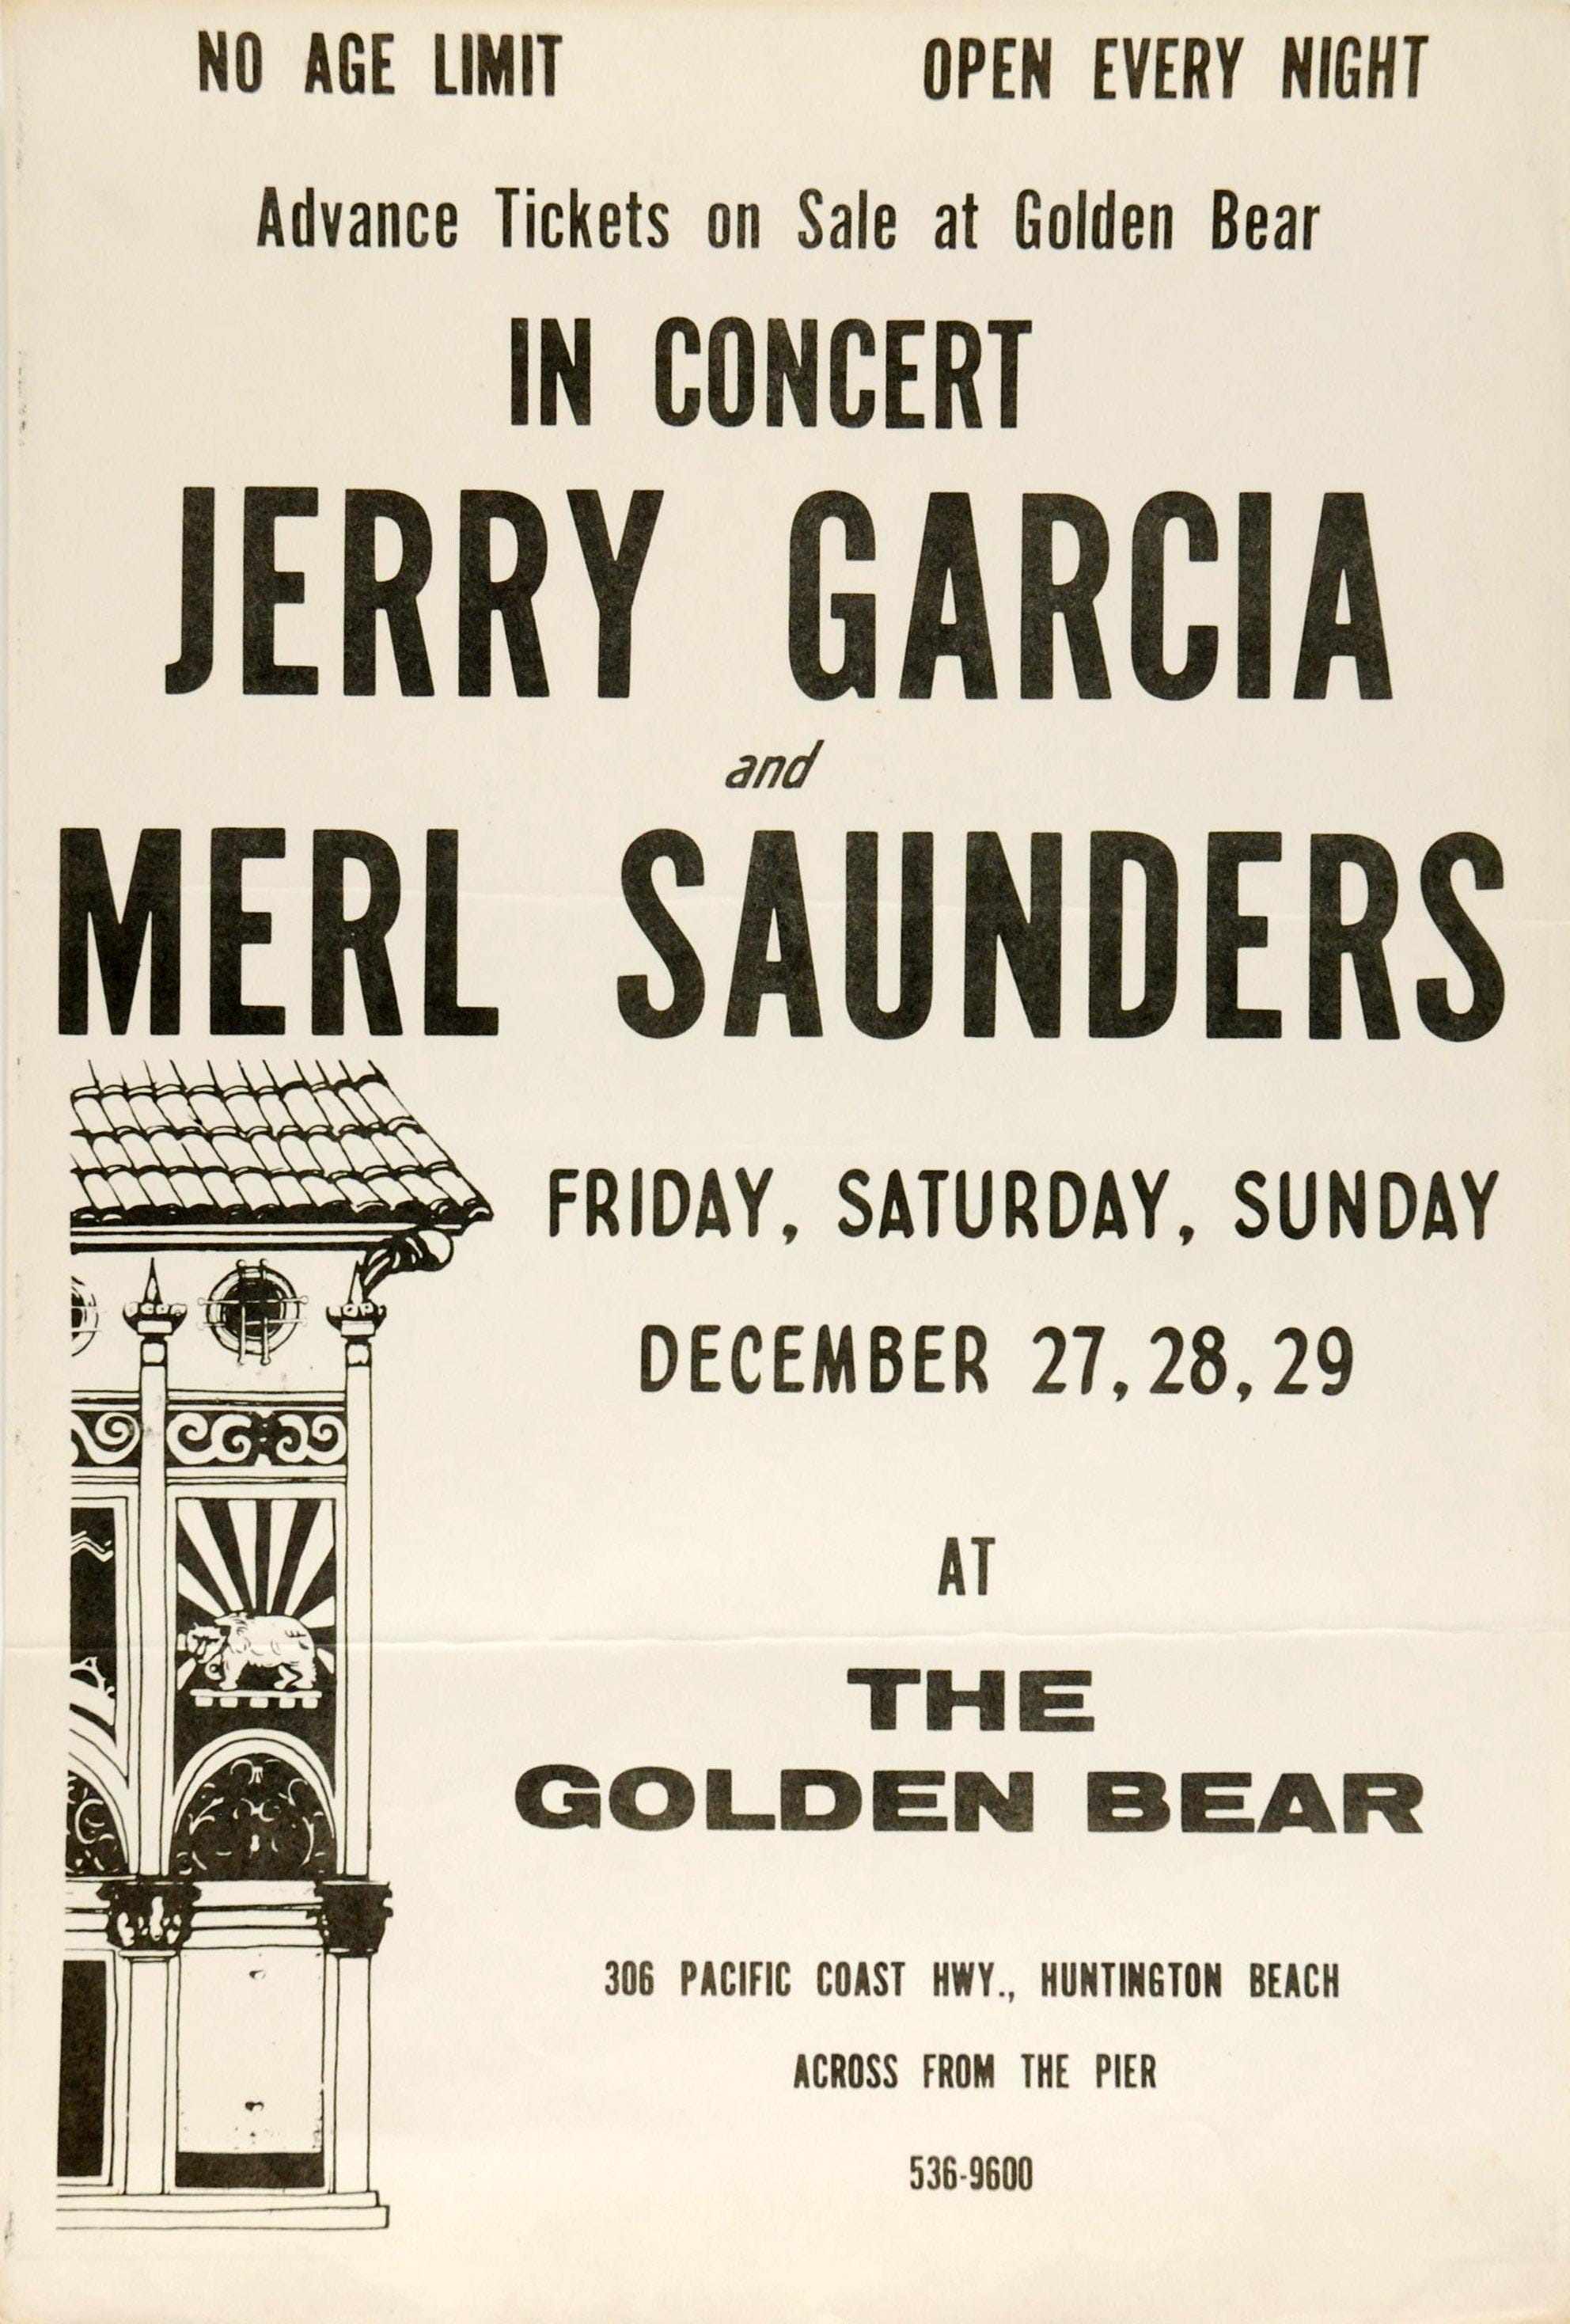 NO AGE LIMIT OPEN EVERY NIGHT
Advance Tickets on Sale at Golden Bear
IN CONCERT
JERRY GARCIA
and
MERL SAUNDERS
FRIDAY, SATURDAY, SUNDAY
DECEMBER 27, 28, 29
AT
THE
GOLDEN BEAR
306 PACIFIC COAST HWY., HUNTINGTON BEACH
ACROSS FROM THE PIER
536-9600